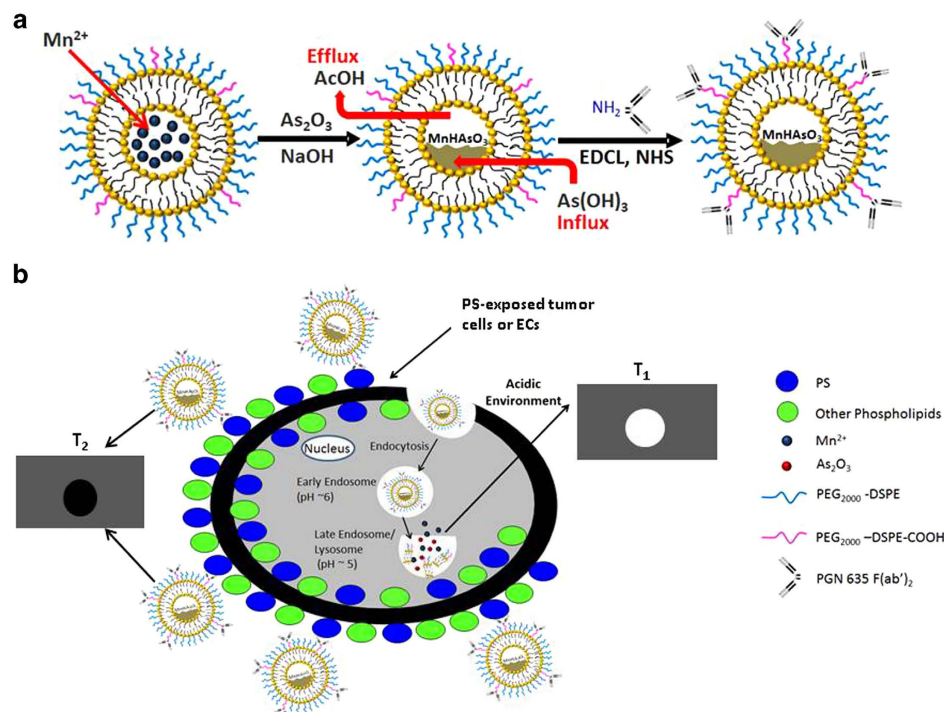 a
Mn²⁺
As₂O₃
NaOH
Efflux
AcOH
MnHAsO₃
As(OH)₃
Influx
NH₂
EDCL, NHS
MnHAsO₃
b
PS-exposed tumor
cells or ECs
T₂
Nucleus
Endocytosis
Early Endosome
(pH ~6)
Late Endosome/
Lysosome
(pH ~ 5)
Acidic
Environment
T₁
PS
Other Phospholipids
Mn²⁺
As₂O₃
PEG₂₀₀₀ -DSPE
PEG₂₀₀₀ –DSPE-COOH
PGN 635 F(ab’)₂